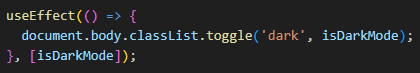 useEffect(() => {
  document.body.classList.toggle('dark', isDarkMode);
}, [isDarkMode]);